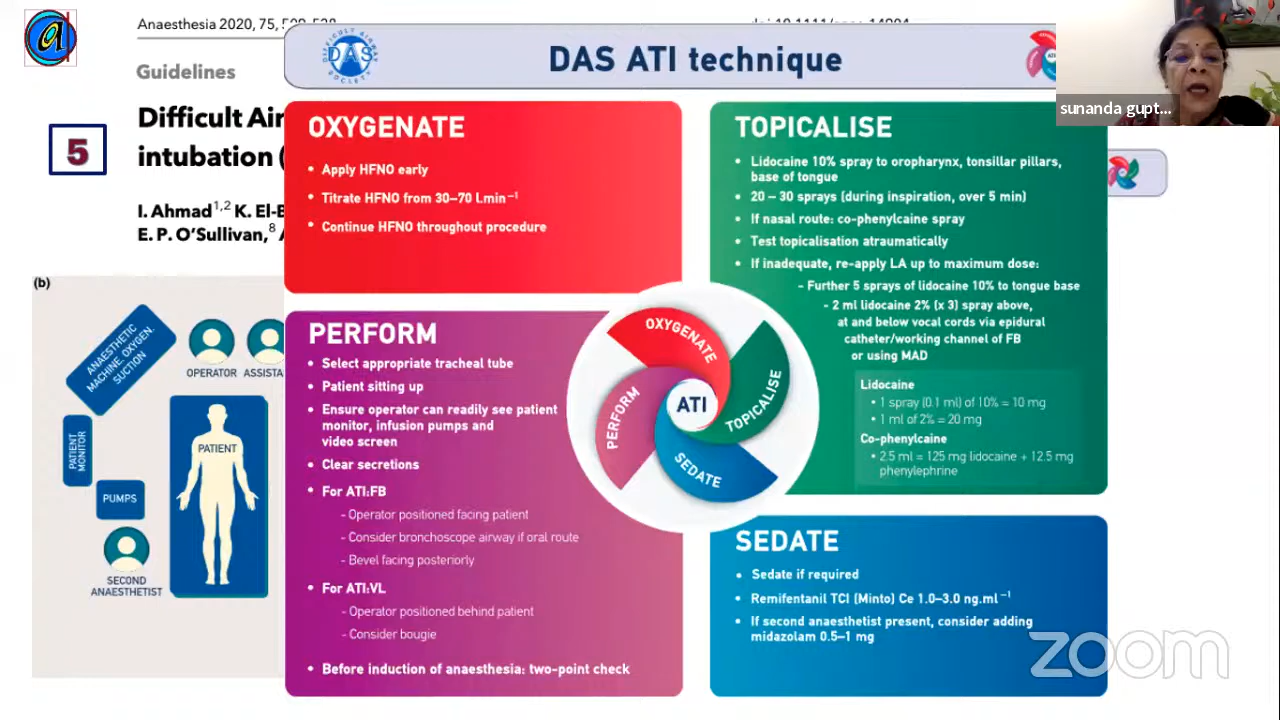 Anaesthesia 2020, 75,
Guidelines
5
Difficult Air
intubation (
I. Ahmad1,2 K. El-B
E. P. O'Sullivan,8 A
(b)
ANAESTHETIC
MACHINE. OXYGEN.
SUCTION
OPERATOR
ASSISTA
PATIENT
MONITOR
PATIENT
PUMPS
SECOND
ANAESTHETIST
DAS
DAS ATI technique
OXYGENATE
• Apply HFNO early
• Titrate HFNO from 30–70 Lmin⁻¹
• Continue HFNO throughout procedure
PERFORM
• Select appropriate tracheal tube
• Patient sitting up
• Ensure operator can readily see patient
monitor, infusion pumps and
video screen
• Clear secretions
• For ATI:FB
- Operator positioned facing patient
- Consider bronchoscope airway if oral route
- Bevel facing posteriorly
• For ATI:VL
- Operator positioned behind patient
- Consider bougie
• Before induction of anaesthesia: two-point check
OXYGENATE
TOPICALISE
SEDATE
PERFORM
ATI
TOPICALISE
• Lidocaine 10% spray to oropharynx, tonsillar pillars,
base of tongue
• 20 – 30 sprays (during inspiration, over 5 min)
• If nasal route: co-phenylcaine spray
• Test topicalisation atraumatically
• If inadequate, re-apply LA up to maximum dose:
- Further 5 sprays of lidocaine 10% to tongue base
- 2 ml lidocaine 2% (x 3) spray above,
at and below vocal cords via epidural
catheter/working channel of FB
or using MAD
Lidocaine
• 1 spray (0.1 ml) of 10% = 10 mg
• 1 ml of 2% = 20 mg
Co-phenylcaine
• 2.5 ml = 125 mg lidocaine + 12.5 mg
phenylephrine
SEDATE
• Sedate if required
• Remifentanil TCI (Minto) Ce 1.0–3.0 ng.ml⁻¹
• If second anaesthetist present, consider adding
midazolam 0.5–1 mg
sunanda gupt...
zoom